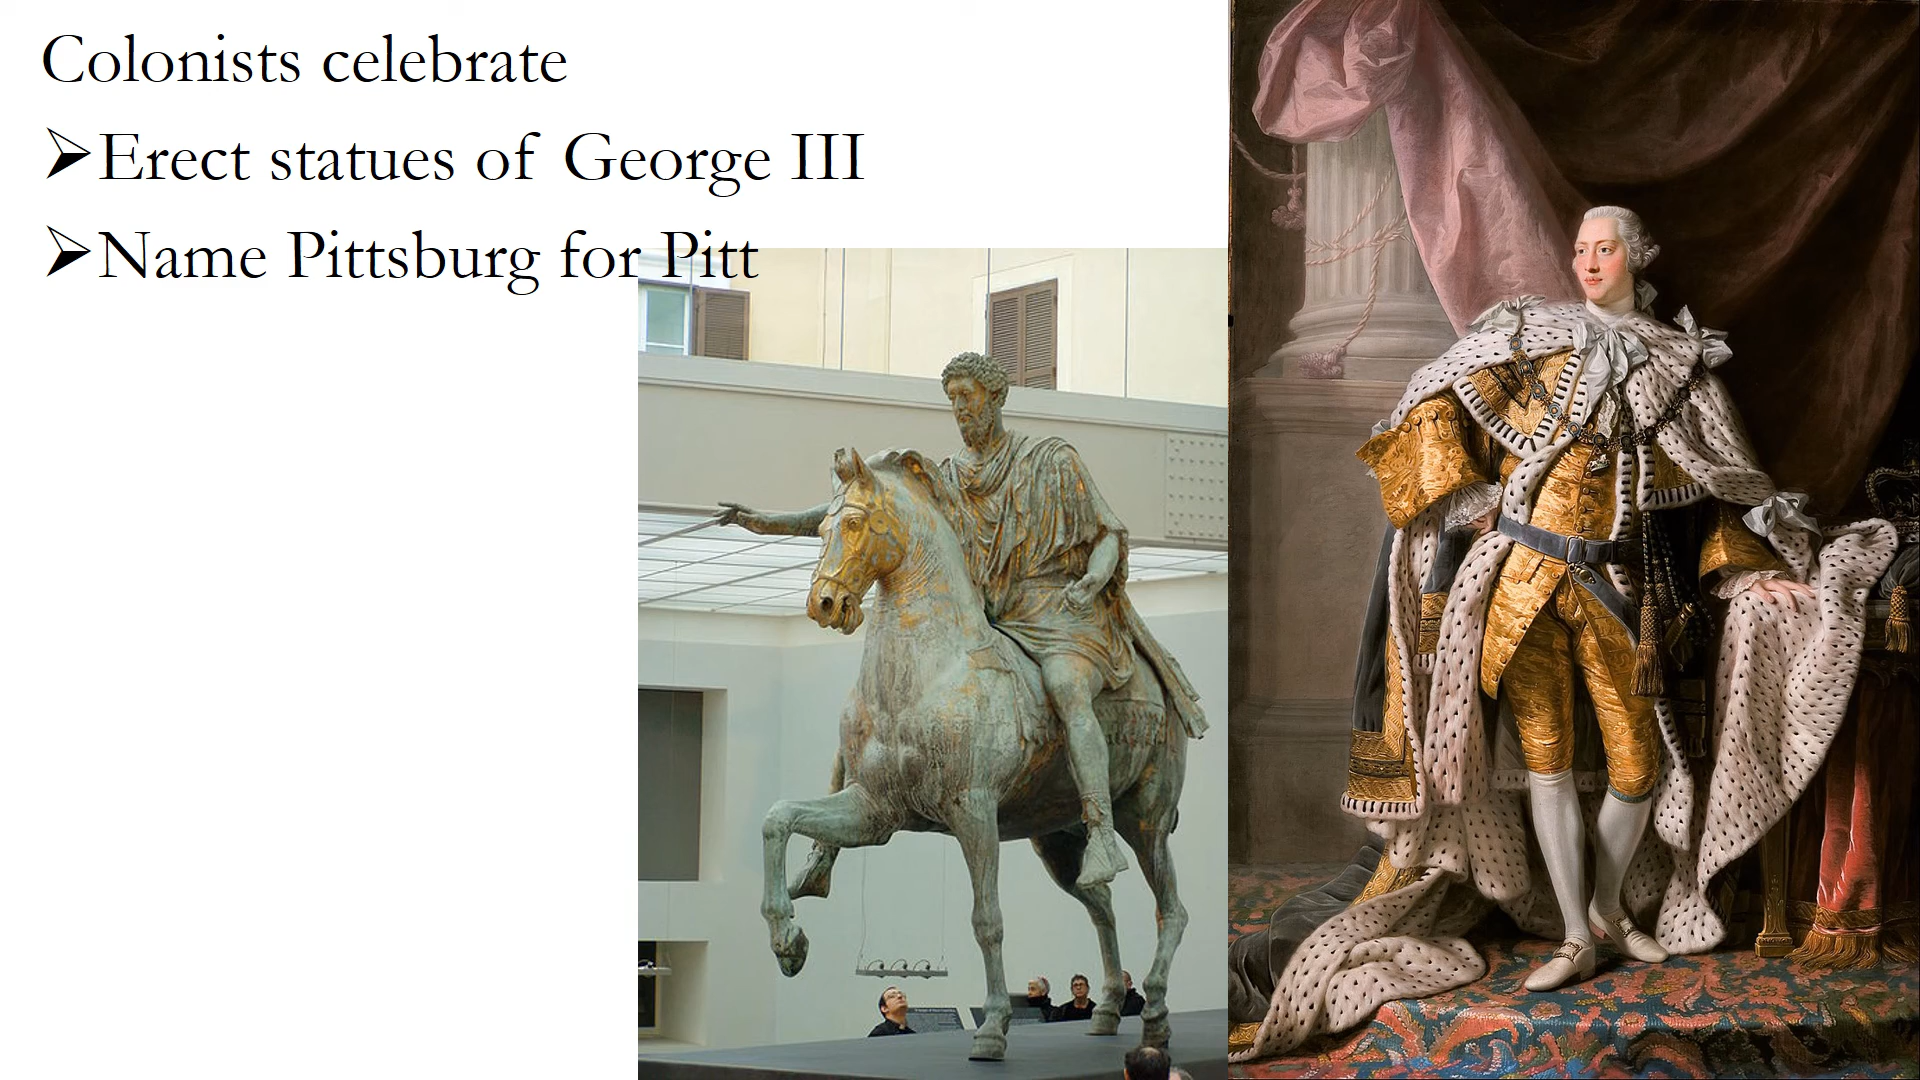 Colonists celebrate
➢Erect statues of George III
➢Name Pittsburg for Pitt